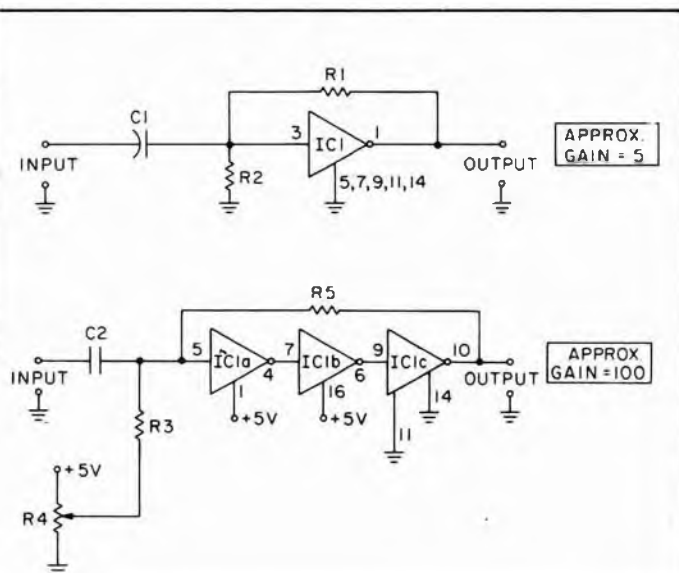 R1
C1
3 IC1 1
INPUT
R2
5,7,9,11,14
OUTPUT
APPROX.
GAIN = 5
R5
C2
5 IC1a 4 7 IC1b 6 9 IC1c 10
INPUT
1
16
14
OUTPUT
APPROX
GAIN =100
+5V
+5V
11
R3
+5V
R4